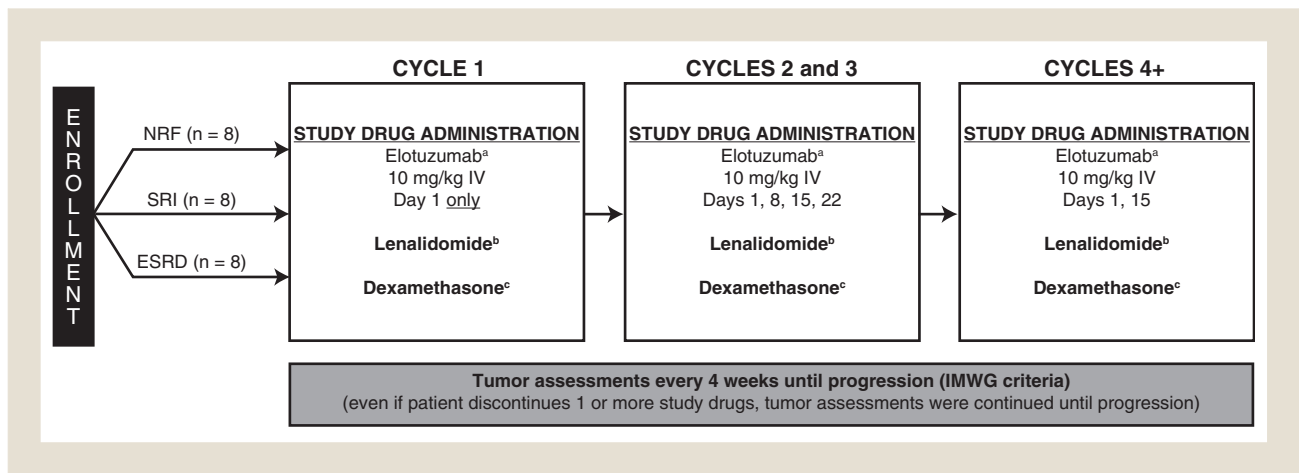 ENROLLMENT
NRF (n = 8)
SRI (n = 8)
ESRD (n = 8)
CYCLE 1
STUDY DRUG ADMINISTRATION
Elotuzumabᵃ
10 mg/kg IV
Day 1 only
Lenalidomideᵇ
Dexamethasoneᶜ
CYCLES 2 and 3
STUDY DRUG ADMINISTRATION
Elotuzumabᵃ
10 mg/kg IV
Days 1, 8, 15, 22
Lenalidomideᵇ
Dexamethasoneᶜ
CYCLES 4+
STUDY DRUG ADMINISTRATION
Elotuzumabᵃ
10 mg/kg IV
Days 1, 15
Lenalidomideᵇ
Dexamethasoneᶜ
Tumor assessments every 4 weeks until progression (IMWG criteria)
(even if patient discontinues 1 or more study drugs, tumor assessments were continued until progression)